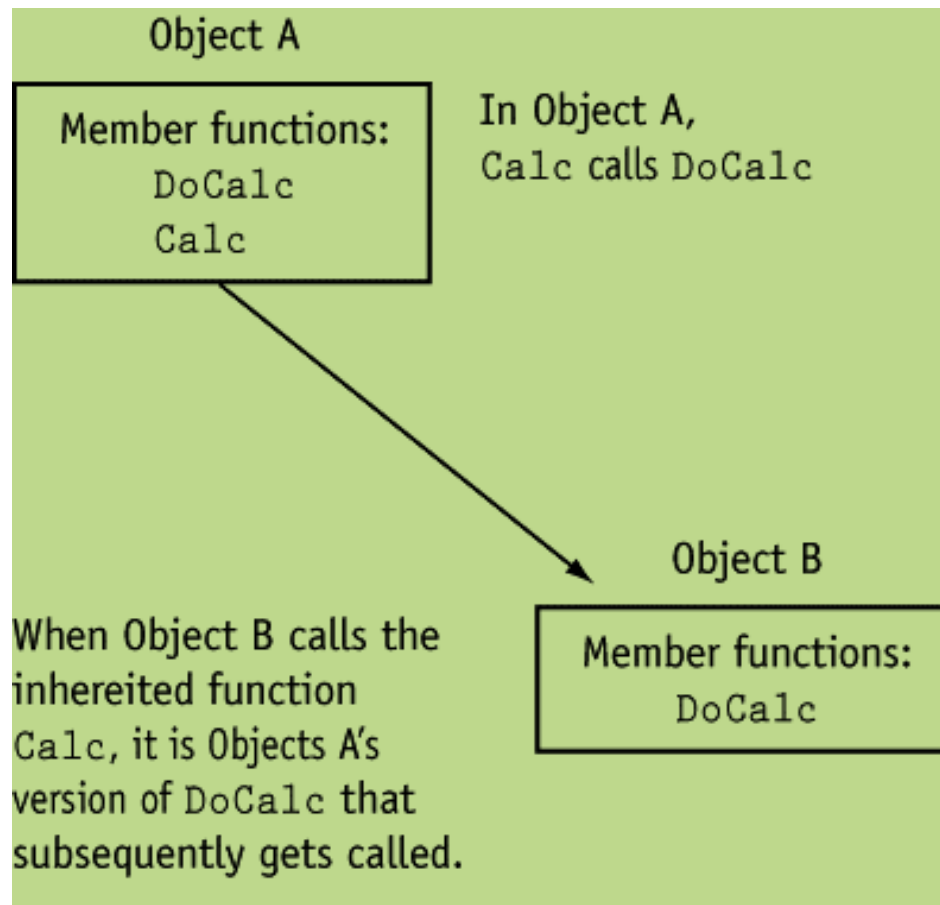 Object A
Member functions:
DoCalc
Calc
In Object A,
Calc calls DoCalc
Object B
Member functions:
DoCalc
When Object B calls the
inhereited function
Calc, it is Objects A's
version of DoCalc that
subsequently gets called.